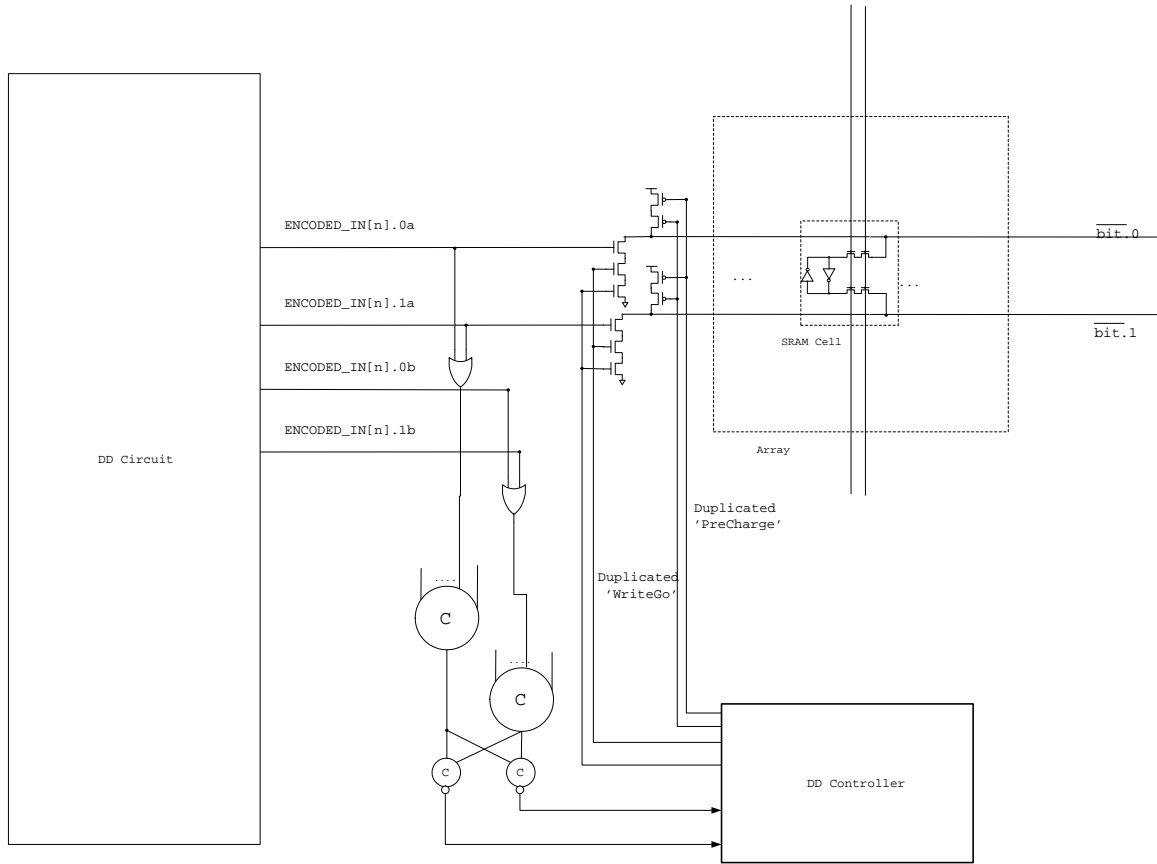 ENCODED_IN[n].0a
bit.0
...
...
ENCODED_IN[n].1a
bit.1
SRAM Cell
ENCODED_IN[n].0b
ENCODED_IN[n].1b
Array
DD Circuit
Duplicated
'PreCharge'
Duplicated
'WriteGo'
....
C
....
C
C
C
DD Controller